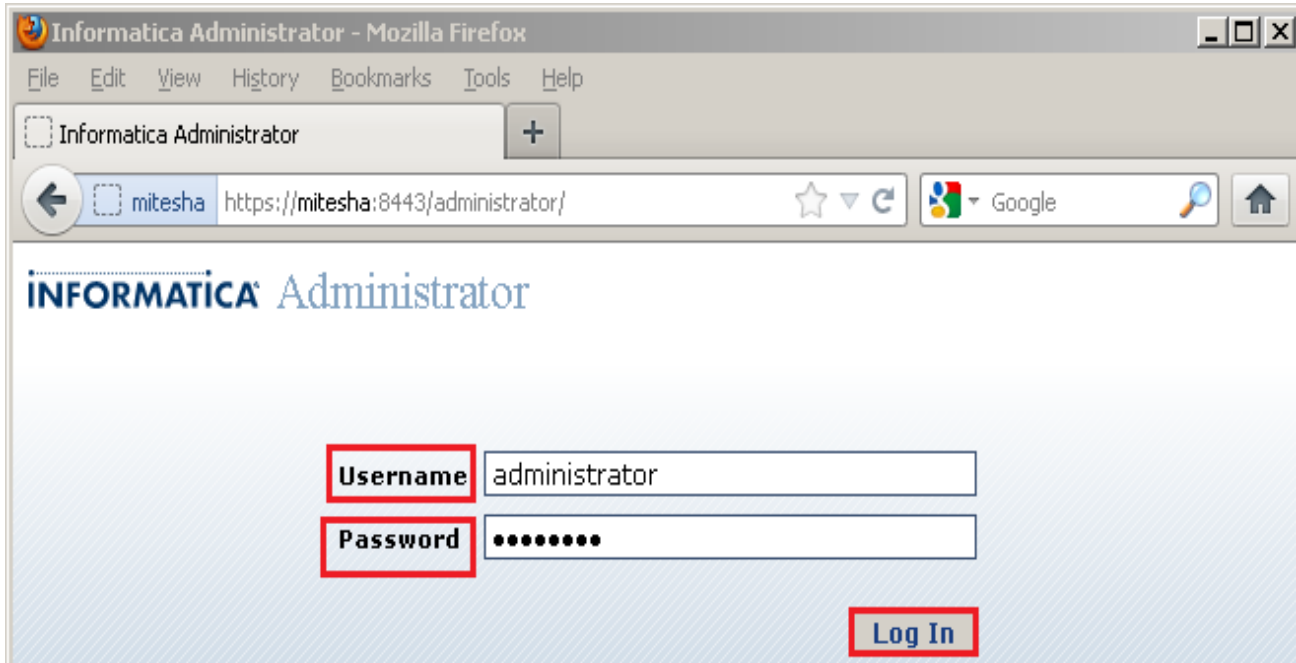 Informatica Administrator - Mozilla Firefox
File Edit View History Bookmarks Tools Help
Informatica Administrator +
mitesha https://mitesha:8443/administrator/ Google
INFORMATICA Administrator
Username administrator
Password ••••••••
Log In